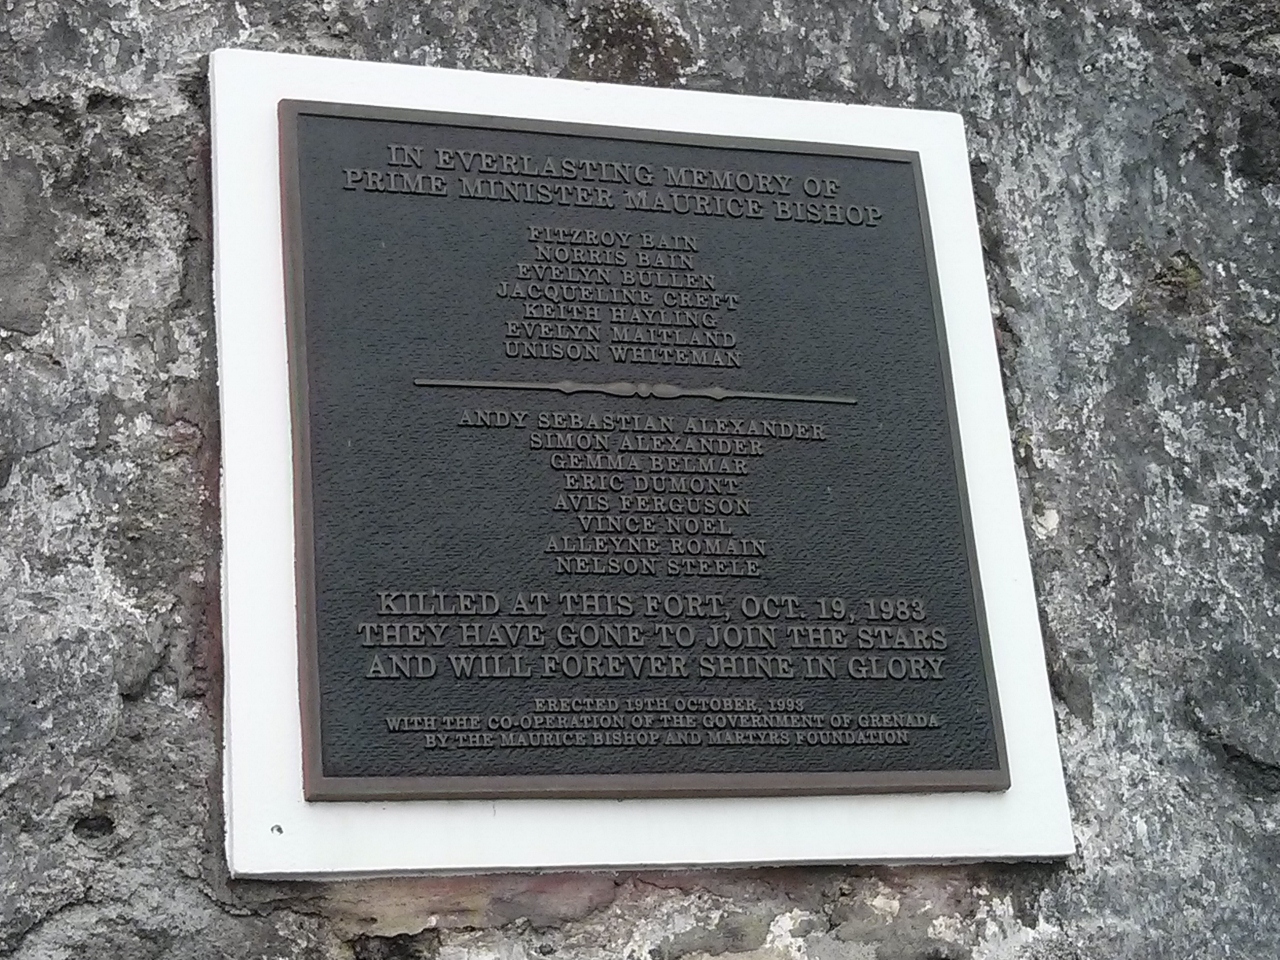 IN EVERLASTING MEMORY OF
PRIME MINISTER MAURICE BISHOP
FITZROY BAIN
NORRIS BAIN
EVELYN BULLEN
JACQUELINE CREFT
KEITH HAYLING
EVELYN MAITLAND
UNISON WHITEMAN
ANDY SEBASTIAN ALEXANDER
SIMON ALEXANDER
GEMMA BELMAR
ERIC DUMONT
AVIS FERGUSON
VINCE NOEL
ALLEYNE ROMAIN
NELSON STEELE
KILLED AT THIS FORT, OCT. 19, 1983
THEY HAVE GONE TO JOIN THE STARS
AND WILL FOREVER SHINE IN GLORY
ERECTED 19TH OCTOBER, 1993
WITH THE CO-OPERATION OF THE GOVERNMENT OF GRENADA
BY THE MAURICE BISHOP AND MARTYRS FOUNDATION